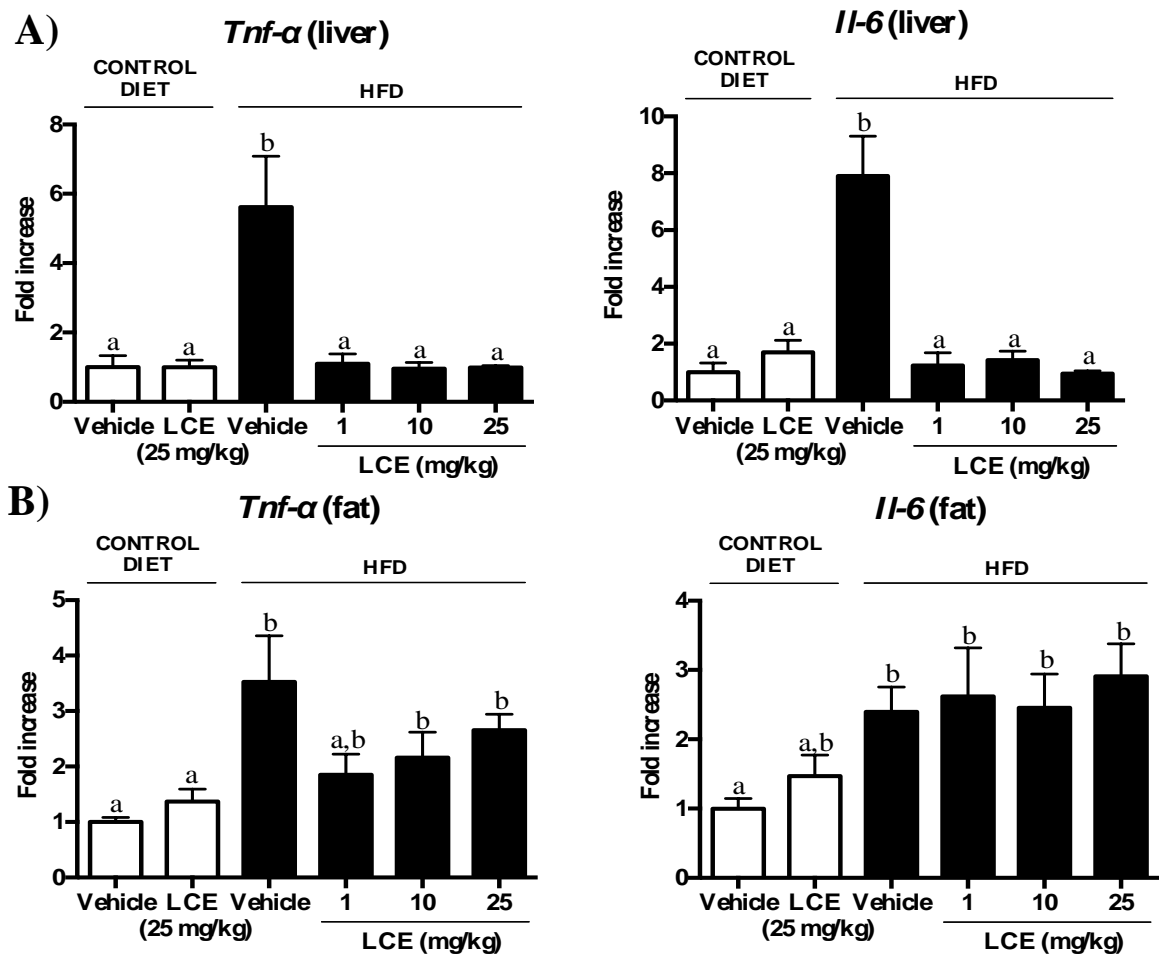 A)
Tnf-α (liver)
CONTROL
DIET
HFD
8
6
4
2
0
Fold increase
b
a
a
a
a
a
Vehicle LCE Vehicle 1 10 25
(25 mg/kg)
LCE (mg/kg)
Il-6 (liver)
CONTROL
DIET
HFD
10
8
6
4
2
0
Fold increase
b
a
a
a
a
a
Vehicle LCE Vehicle 1 10 25
(25 mg/kg)
LCE (mg/kg)
B)
Tnf-α (fat)
CONTROL
DIET
HFD
5
4
3
2
1
0
Fold increase
a
a
b
a,b
b
b
Vehicle LCE Vehicle 1 10 25
(25 mg/kg)
LCE (mg/kg)
Il-6 (fat)
CONTROL
DIET
HFD
4
3
2
1
0
Fold increase
a
a,b
b
b
b
b
Vehicle LCE Vehicle 1 10 25
(25 mg/kg)
LCE (mg/kg)